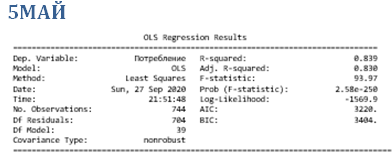 5МАЙ
OLS Regression Results
Dep. Variable: Потребление R-squared: 0.839
Model: OLS Adj. R-squared: 0.830
Method: Least Squares F-statistic: 93.97
Date: Sun, 27 Sep 2020 Prob (F-statistic): 2.58e-250
Time: 21:51:48 Log-Likelihood: -1569.9
No. Observations: 744 AIC: 3220.
Df Residuals: 704 BIC: 3404.
Df Model: 39
Covariance Type: nonrobust